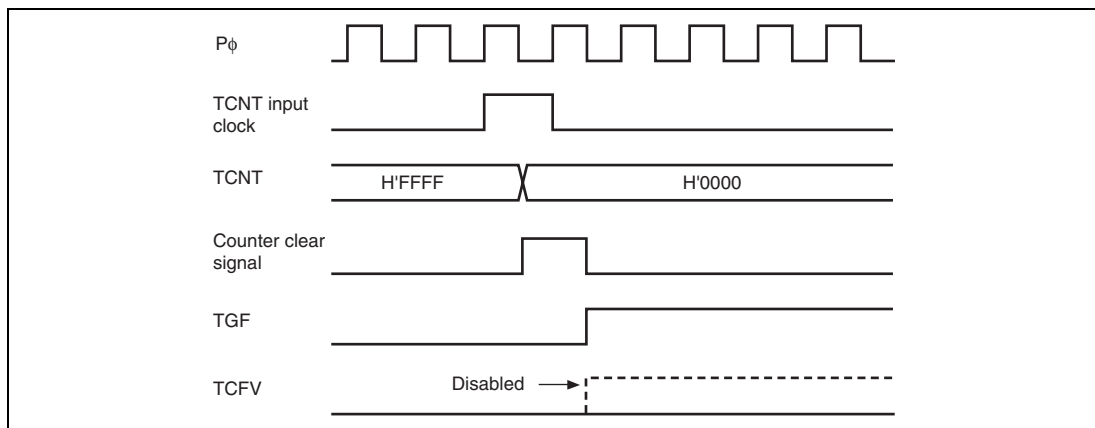 Pϕ
TCNT input
clock
TCNT
H'FFFF
H'0000
Counter clear
signal
TGF
TCFV
Disabled